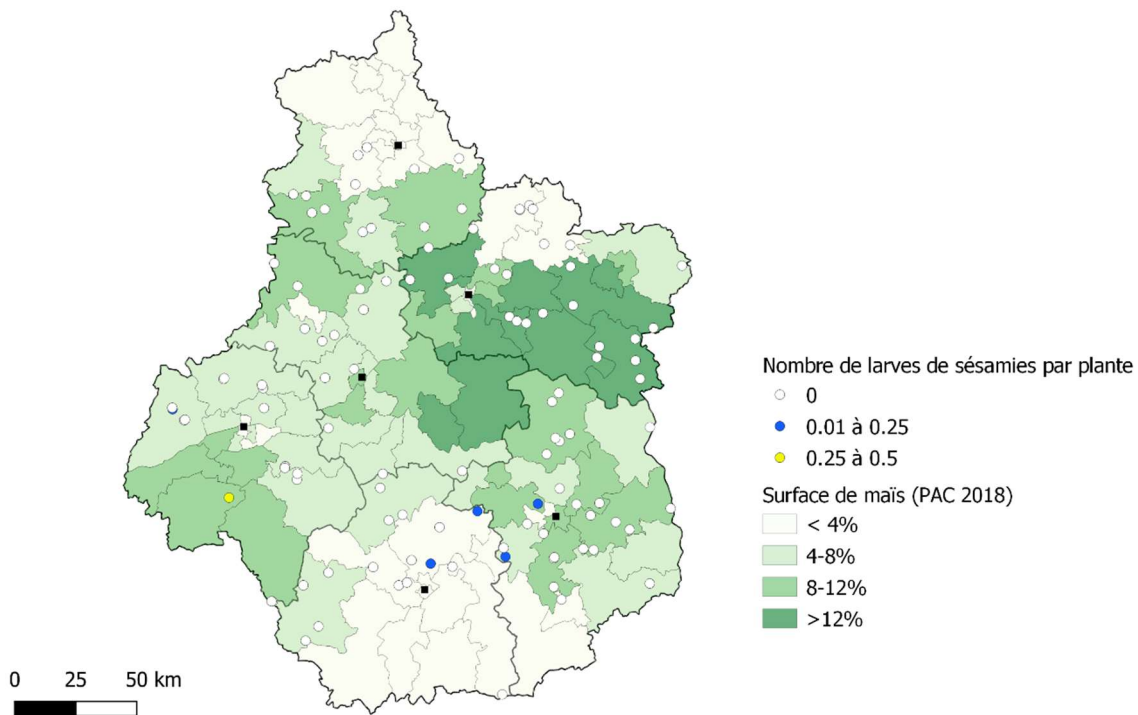 Nombre de larves de sésamies par plante
0
0.01 à 0.25
0.25 à 0.5
Surface de maïs (PAC 2018)
< 4%
4-8%
8-12%
>12%
0 25 50 km